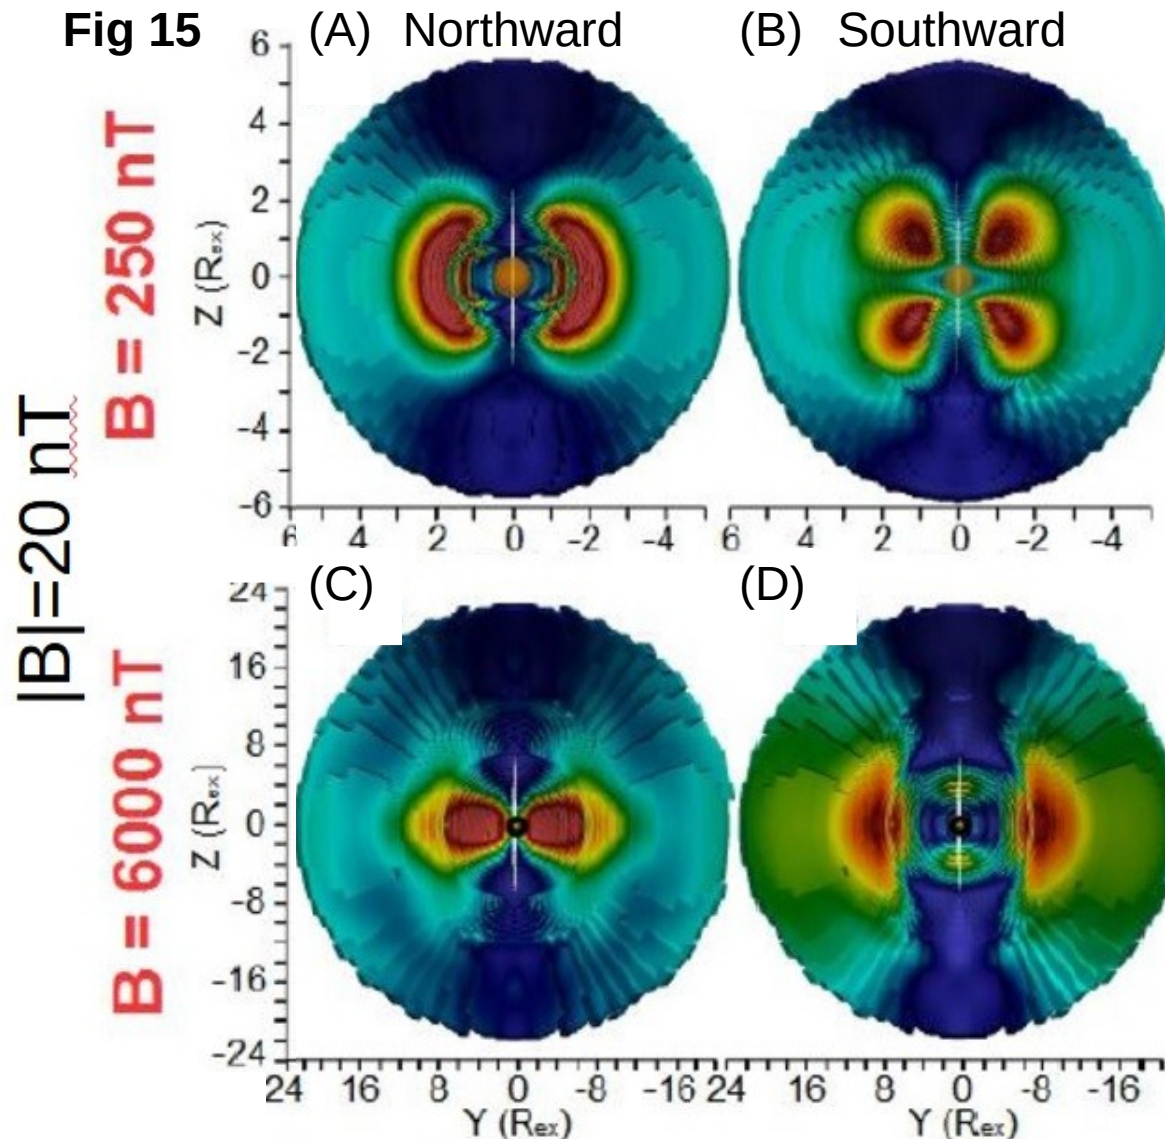 Fig 15
(A) Northward
(B) Southward
|B|=20 nT
B = 250 nT
Z (Rex)
6
4
2
0
-2
-4
-6
6 4 2 0 -2 -4
6 4 2 0 -2 -4
(C)
(D)
B = 6000 nT
Z (Rex)
24
16
8
0
-8
-16
-24
24 16 8 0 -8 -16 24 16 8 0 -8 -16
Y (Rex)
Y (Rex)